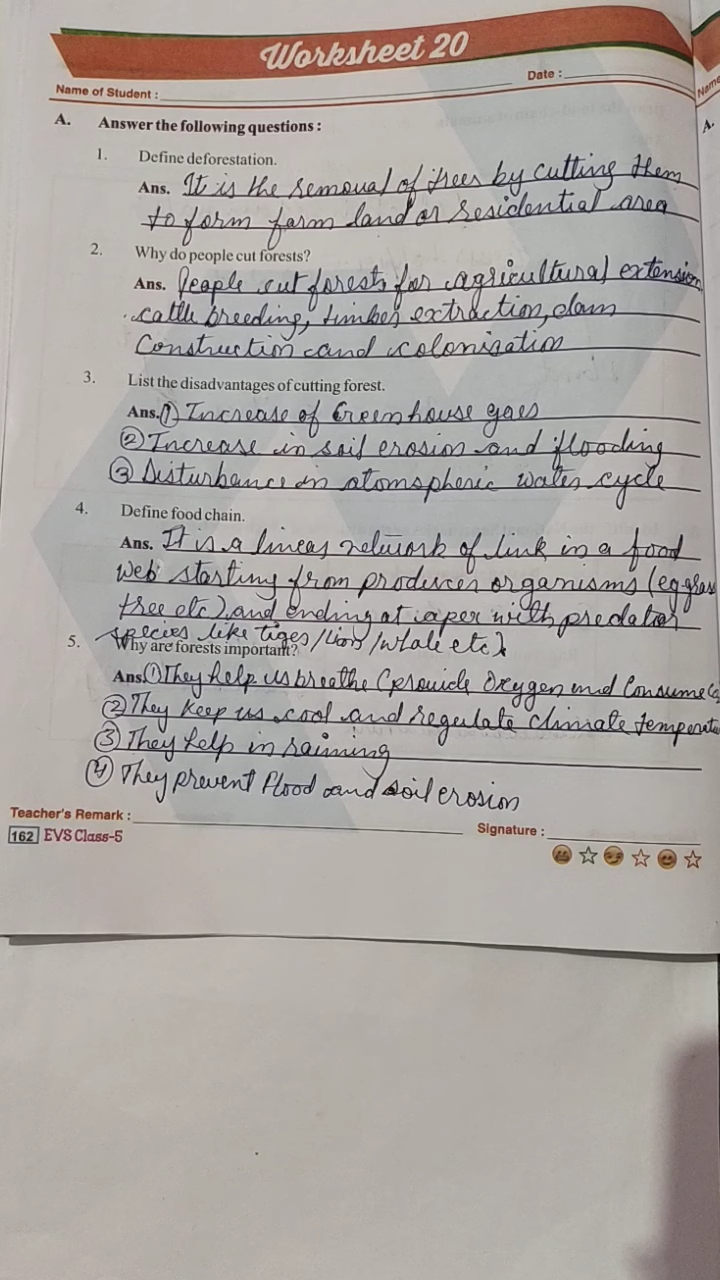 Worksheet 20
Name of Student :
Date :
Name
A. Answer the following questions :
A.
1. Define deforestation.
Ans. It is the removal of trees by cutting them
to form farm land or residential area
2. Why do people cut forests?
Ans. People cut forests for agricultural extension,
cattle breeding, timber extraction, dam
Construction and colonisation
3. List the disadvantages of cutting forest.
Ans. ① Increase of Greenhouse gaes
② Increase in soil erosion and flooding
③ Disturbance in atomspheric water cycle
4. Define food chain.
Ans. It is a linear network of link in a food
web starting from producer organisms (eg-grass
tree etc) and ending at aper with predator
species like tiger/Lion/whale etc)
5. Why are forests important?
Ans. ① They help us breathe (provide Oxygen and Consume
② They keep us cool and regulate climate temperat
③ They help in raining
④ They prevent flood and soil erosion
Teacher's Remark :
Signature :
162 EVS Class-5